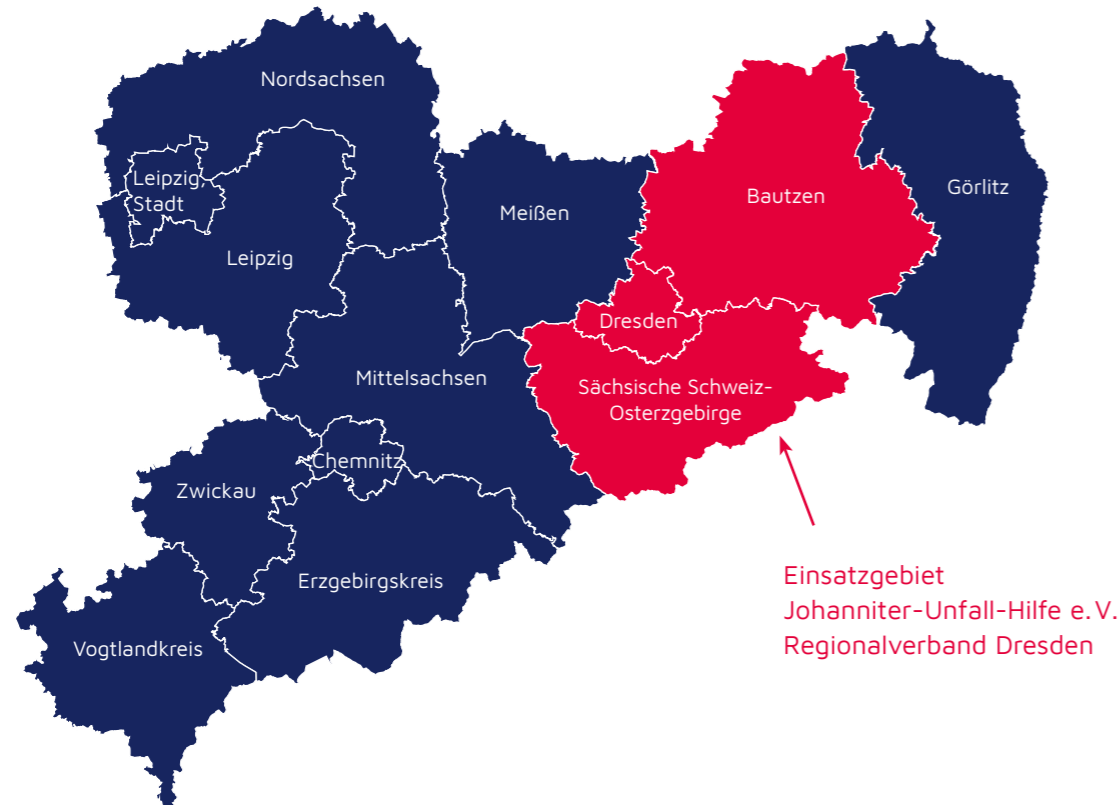 Nordsachsen
Leipzig,
Stadt
Görlitz
Bautzen
Meißen
Leipzig
Dresden
Mittelsachsen
Sächsische Schweiz-
Osterzgebirge
Chemnitz
Zwickau
Erzgebirgskreis
Vogtlandkreis
Einsatzgebiet
Johanniter-Unfall-Hilfe e.V.
Regionalverband Dresden